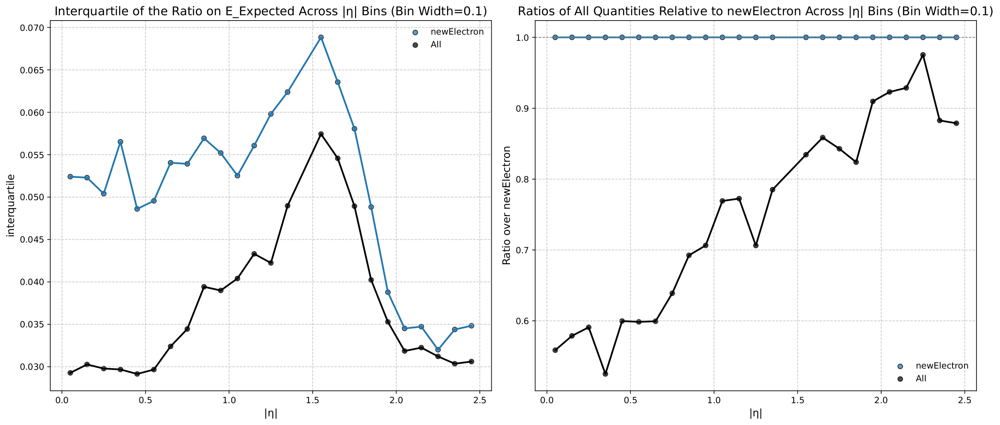 Interquartile of the Ratio on E_Expected Across |η| Bins (Bin Width=0.1)
newElectron
All
0.070
0.065
0.060
0.055
0.050
0.045
0.040
0.035
0.030
interquartile
0.0
0.5
1.0
1.5
2.0
2.5
|η|
Ratios of All Quantities Relative to newElectron Across |η| Bins (Bin Width=0.1)
1.0
0.9
0.8
0.7
0.6
Ratio over newElectron
newElectron
All
0.0
0.5
1.0
1.5
2.0
2.5
|η|